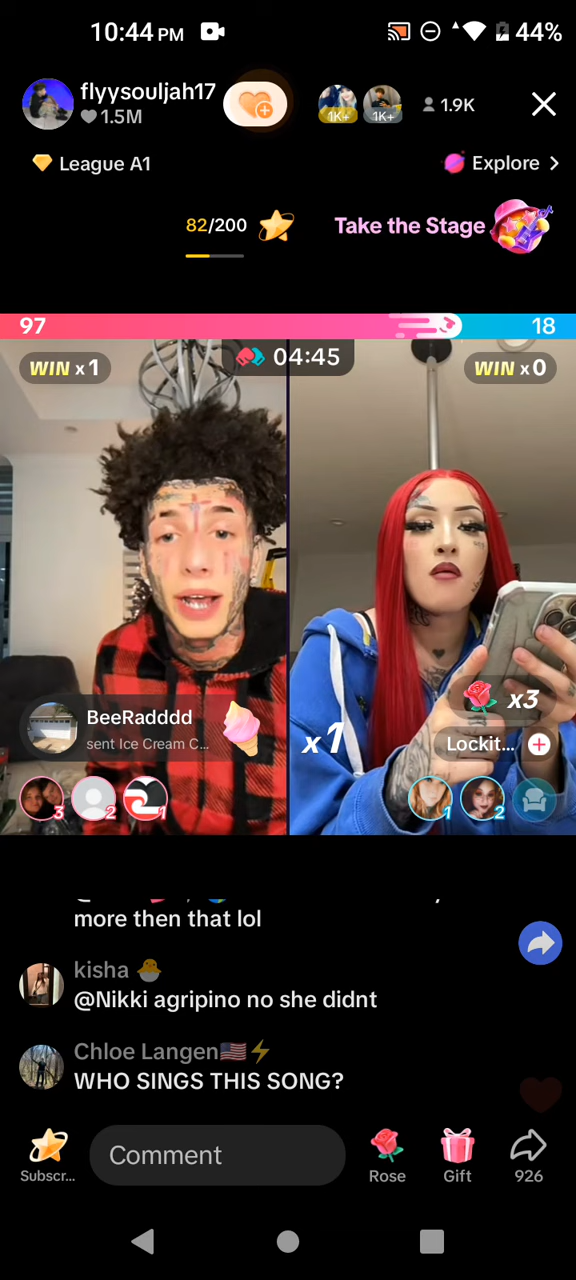 10:44 PM
44%
flyysouljah17
1.5M
1K+
1K+
1.9K
League A1
Explore
82/200
Take the Stage
97
18
WIN x 1
04:45
WIN x 0
BeeRadddd
sent Ice Cream C...
x3
x1
Lockit...
3
2
1
1
2
more then that lol
kisha
@Nikki agripino no she didnt
Chloe Langen
WHO SINGS THIS SONG?
Comment
Subscr...
Rose
Gift
926